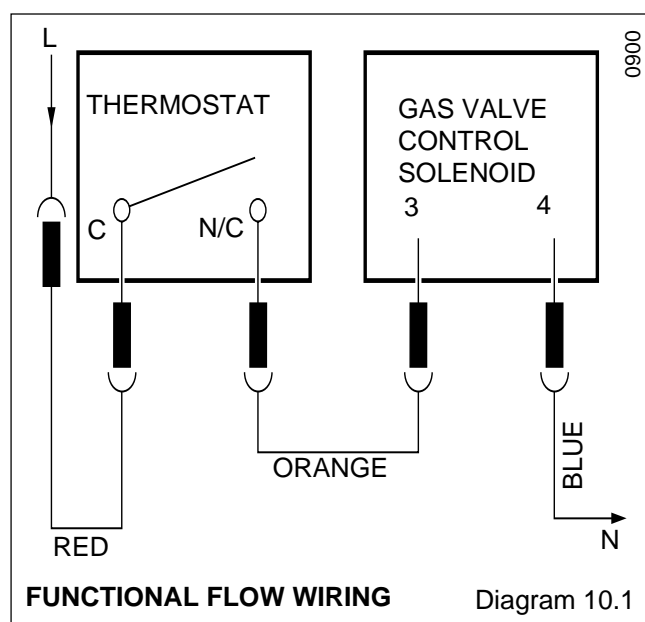 L
0900
THERMOSTAT
GAS VALVE
CONTROL
SOLENOID
3 4
C N/C
ORANGE
BLUE
RED
N
FUNCTIONAL FLOW WIRING Diagram 10.1